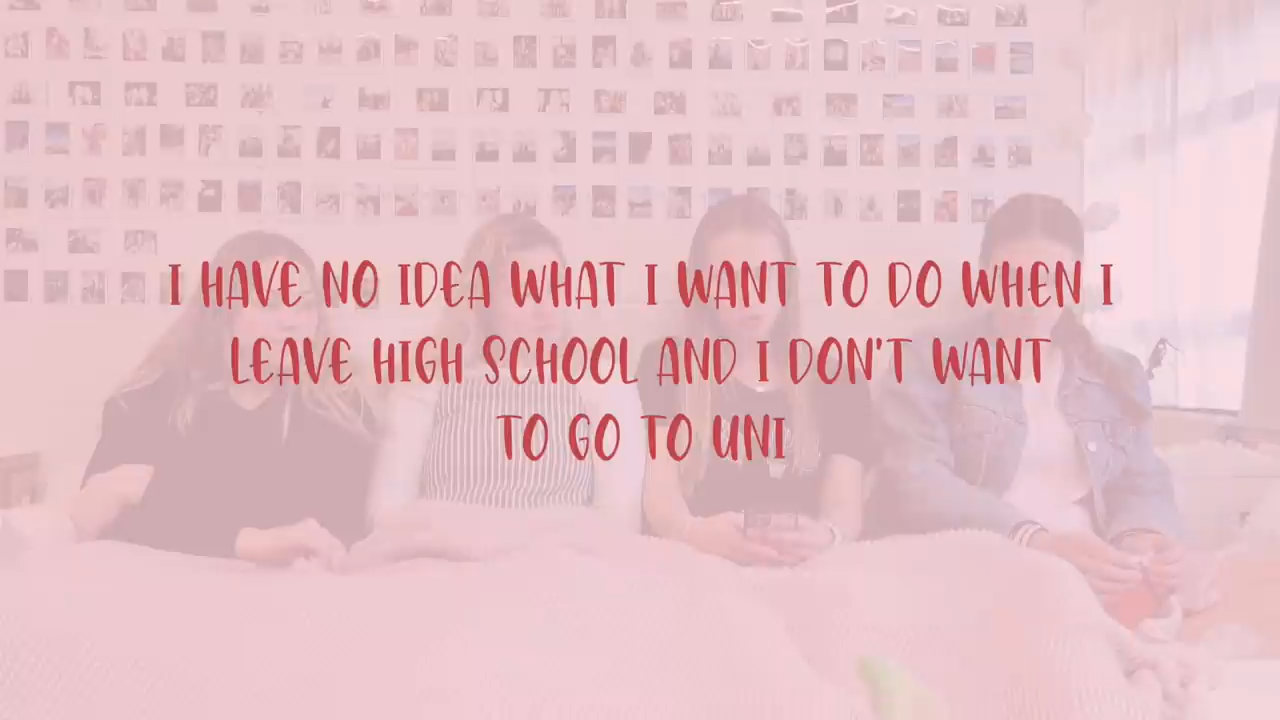 I HAVE NO IDEA WHAT I WANT TO DO WHEN I
LEAVE HIGH SCHOOL AND I DON'T WANT
TO GO TO UNI